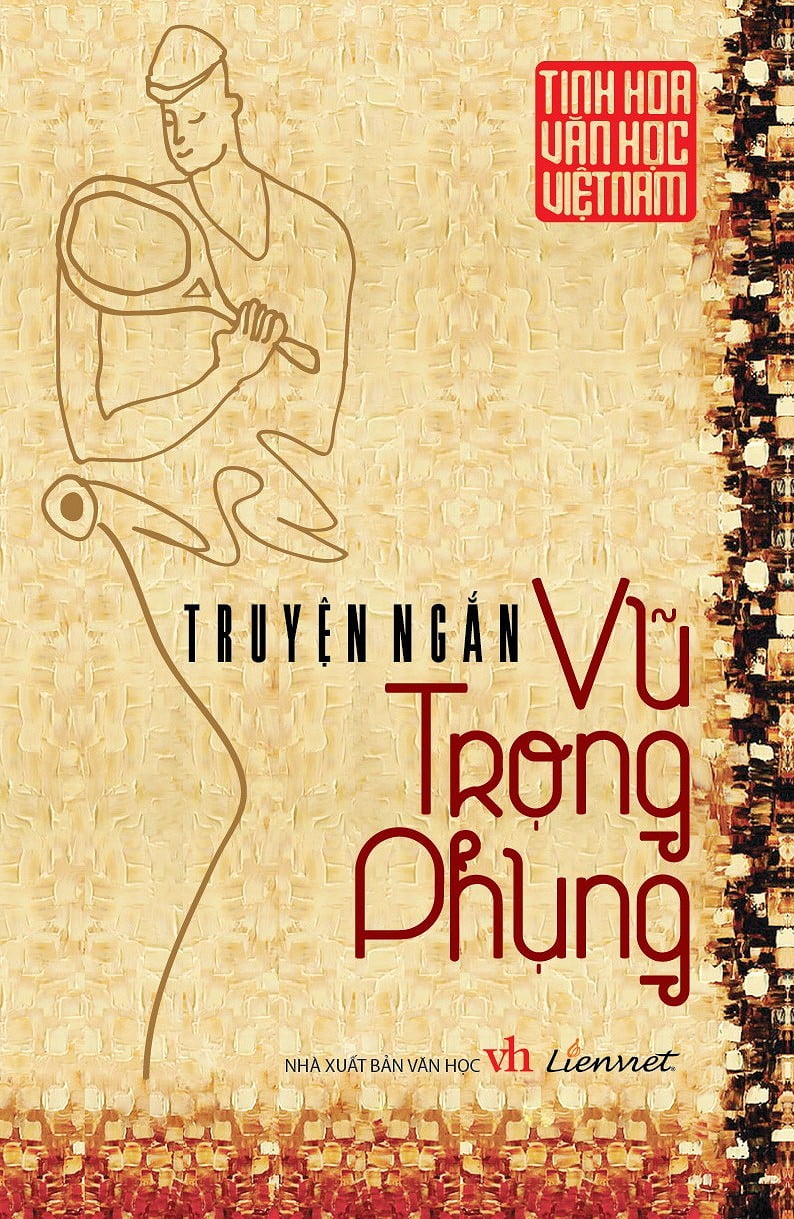 TINH HOA
VĂN HỌC
VIỆT NAM
TRUYỆN NGẮN
Vũ
Trọng
Phụng
NHÀ XUẤT BẢN VĂN HỌC vh Lienviet®